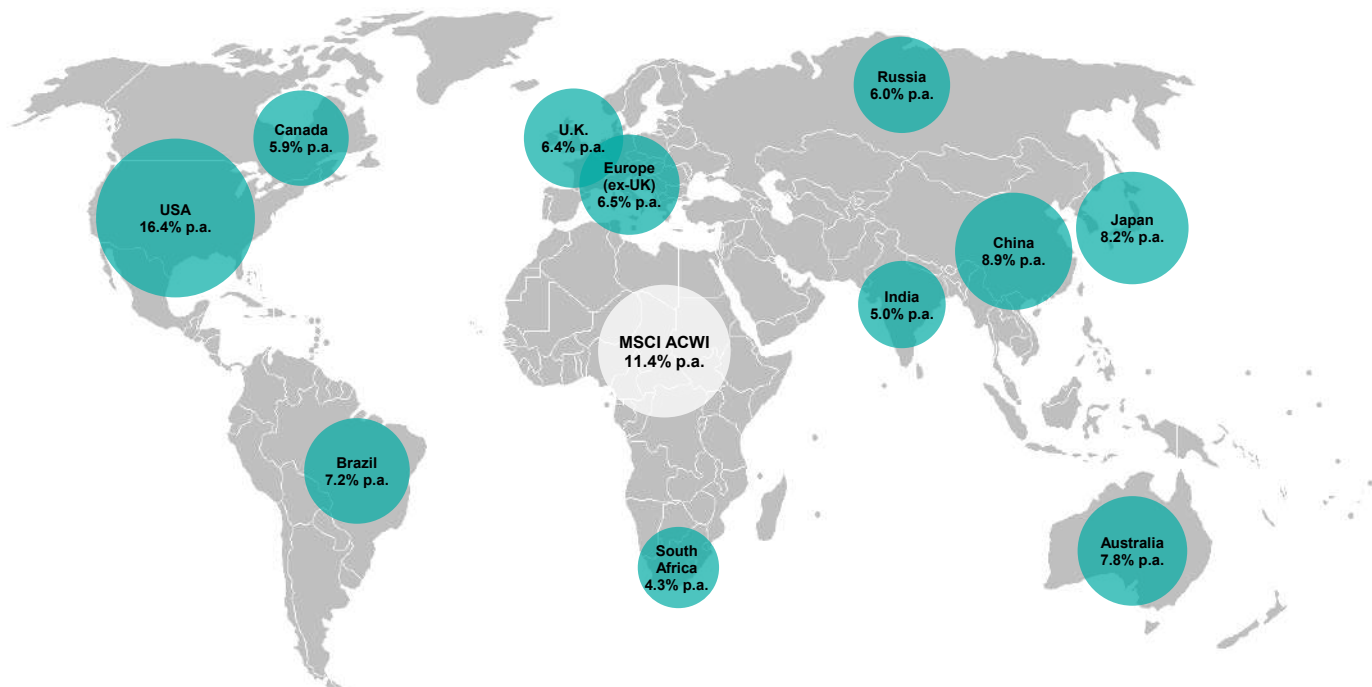 Russia
6.0% p.a.
Canada
5.9% p.a.
U.K.
6.4% p.a.
Europe
(ex-UK)
6.5% p.a.
USA
16.4% p.a.
Japan
8.2% p.a.
China
8.9% p.a.
India
5.0% p.a.
MSCI ACWI
11.4% p.a.
Brazil
7.2% p.a.
South
Africa
4.3% p.a.
Australia
7.8% p.a.